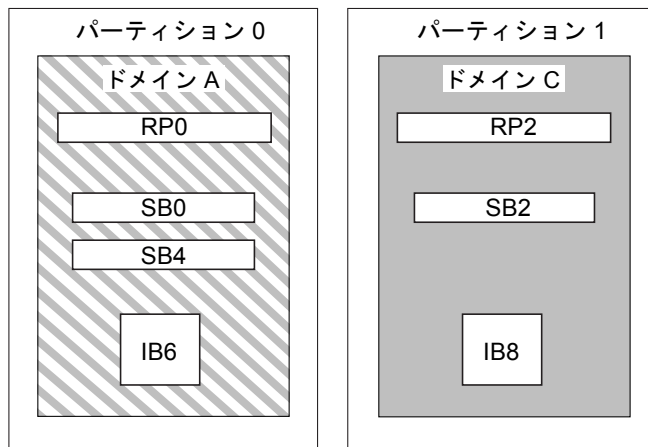 パーティション 0
ドメイン A
RP0
SB0
SB4
IB6
パーティション 1
ドメイン C
RP2
SB2
IB8